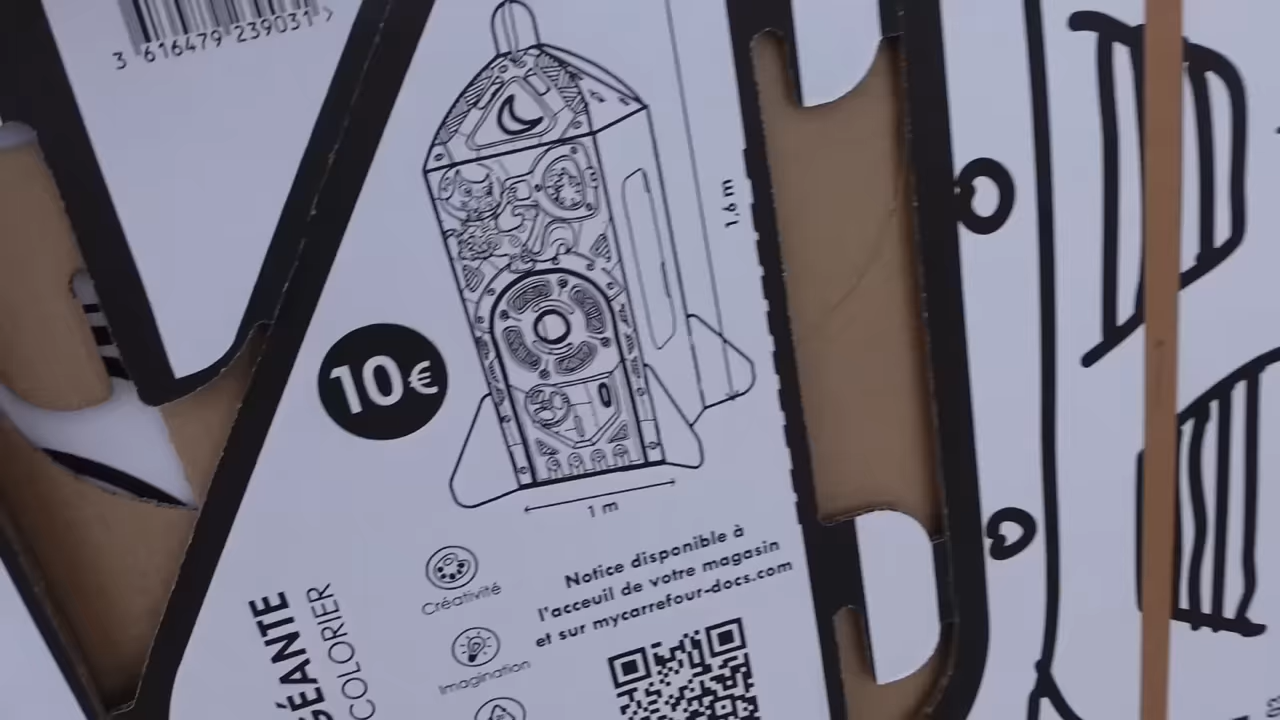 3 616479 239031 >
1,6 m
10€
1 m
Notice disponible à
l'acceuil de votre magasin
et sur mycarrefour-docs.com
Créativité
Imagination
COLORIER